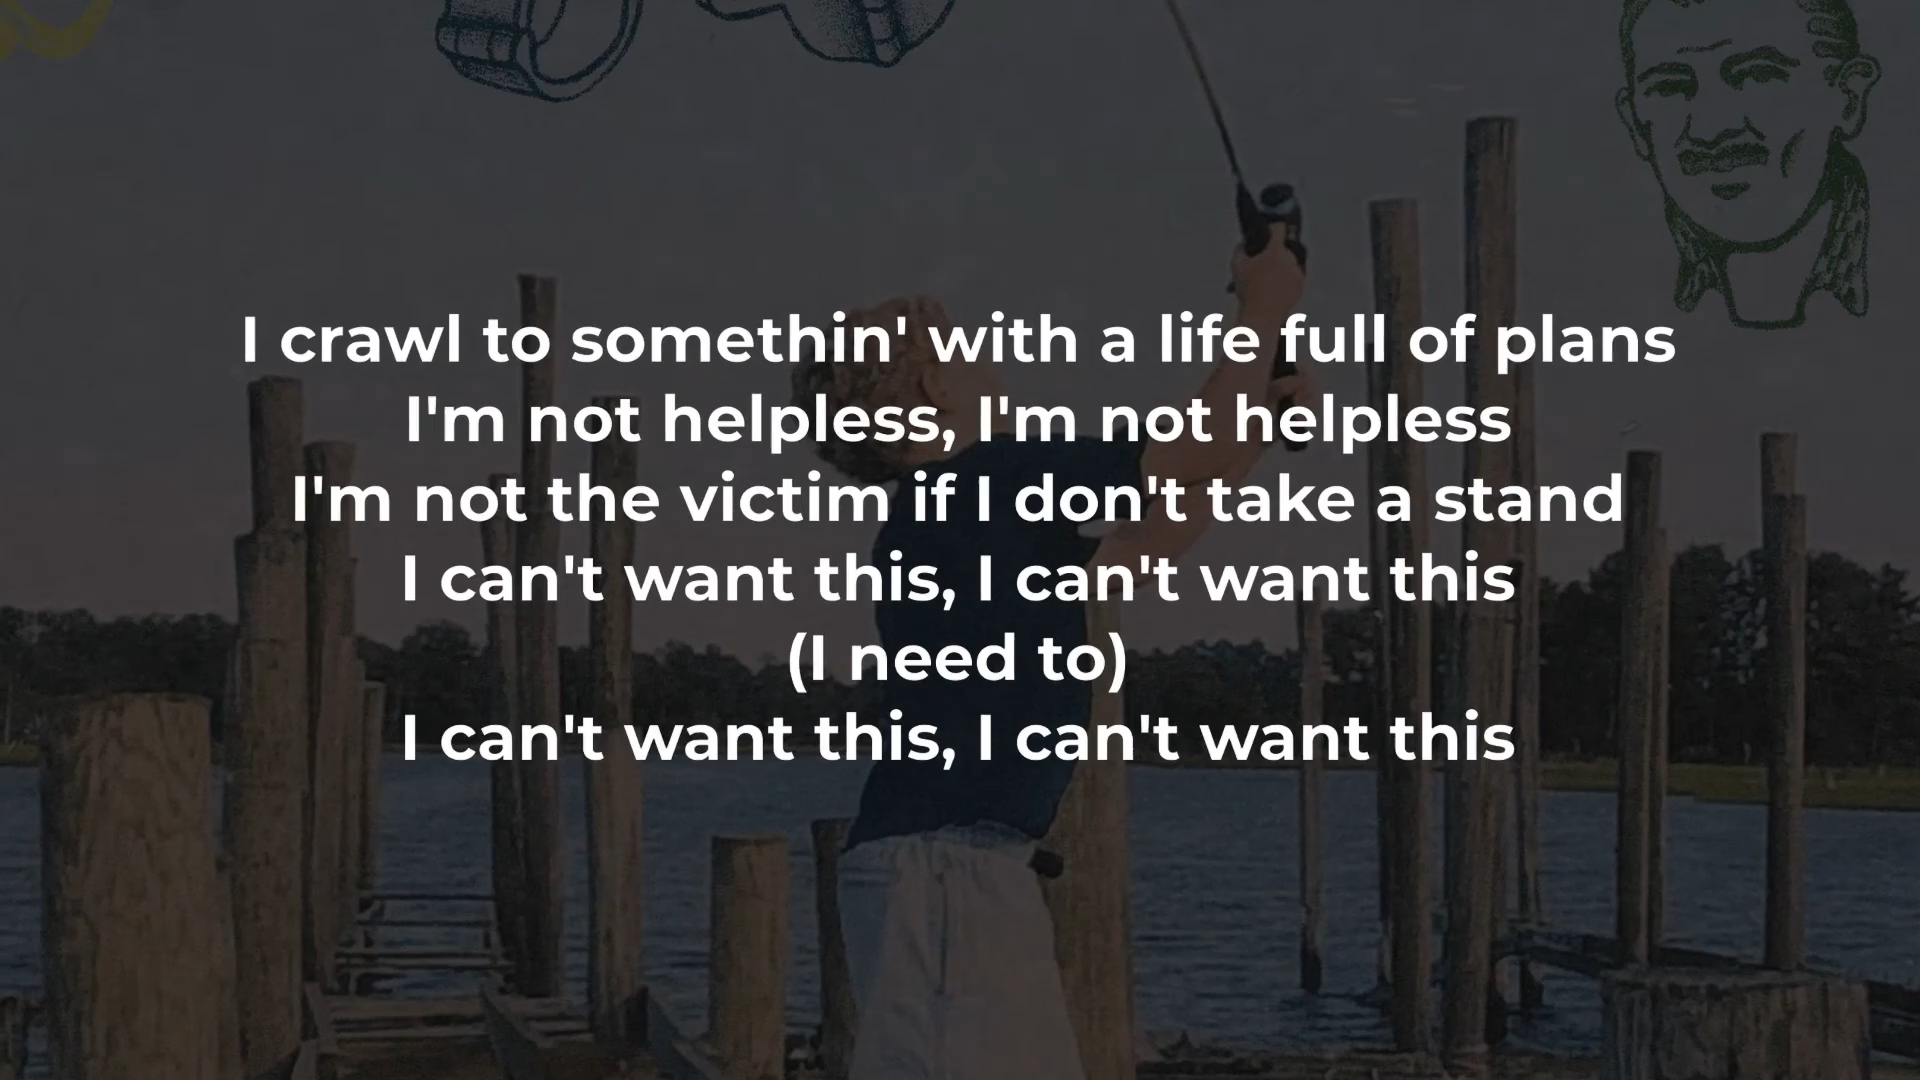 I crawl to somethin' with a life full of plans
I'm not helpless, I'm not helpless
I'm not the victim if I don't take a stand
I can't want this, I can't want this
(I need to)
I can't want this, I can't want this